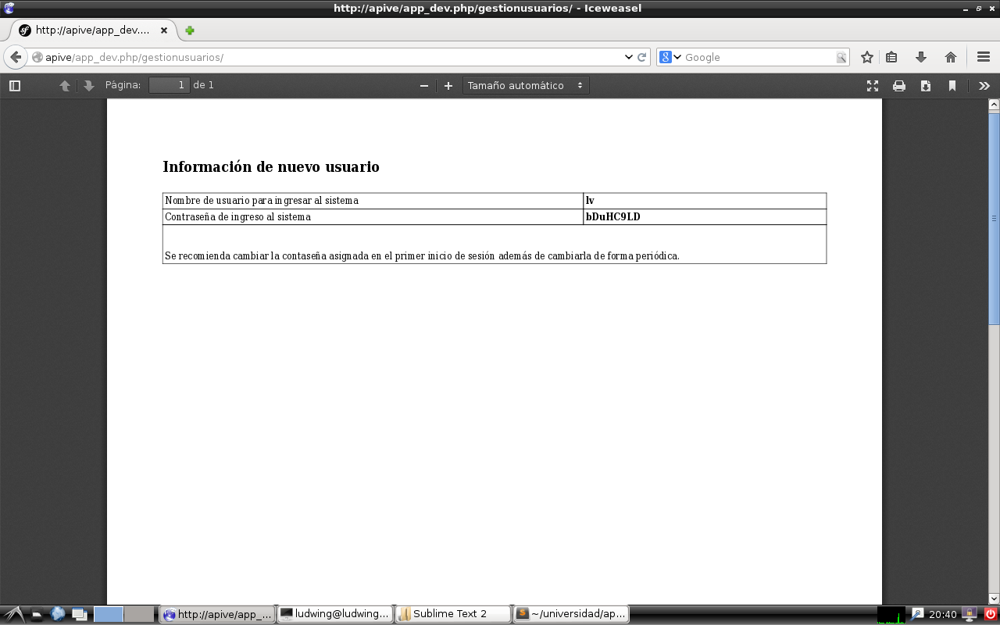 http://apive/app_dev.php/gestionusuarios/ - Iceweasel
http://apive/app_dev....
apive/app_dev.php/gestionusuarios/
Google
Página: 1 de 1
Tamaño automático
Información de nuevo usuario
Nombre de usuario para ingresar al sistema lv
Contraseña de ingreso al sistema bDuHC9LD
Se recomienda cambiar la contaseña asignada en el primer inicio de sesión además de cambiarla de forma periódica.
http://apive/app_... ludwing@ludwing... Sublime Text 2 ~/universidad/ap... 20:40